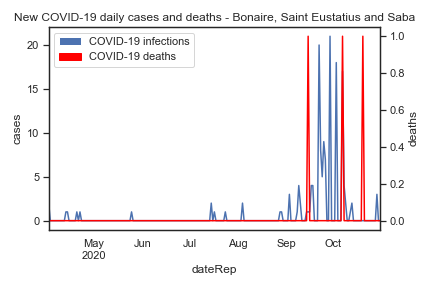 New COVID-19 daily cases and deaths - Bonaire, Saint Eustatius and Saba
COVID-19 infections
COVID-19 deaths
20
15
10
5
0
cases
1.0
0.8
0.6
0.4
0.2
0.0
deaths
May Jun Jul Aug Sep Oct
2020
dateRep